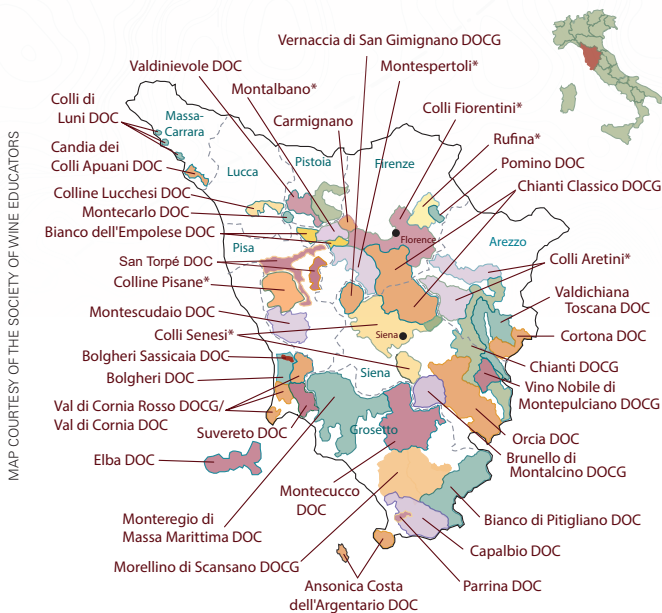 Vernaccia di San Gimignano DOCG
Valdinievole DOC
Montespertoli*
Montalbano*
Colli Fiorentini*
Colli di
Luni DOC
Massa-
Carrara
Carmignano
Rufina*
Candia dei
Colli Apuani DOC
Pistoia
Firenze
Pomino DOC
Lucca
Chianti Classico DOCG
Colline Lucchesi DOC
Montecarlo DOC
Bianco dell'Empolese DOC
Florence
Arezzo
Pisa
San Torpé DOC
Colli Aretini*
Colline Pisane*
Valdichiana
Toscana DOC
Montescudaio DOC
Colli Senesi*
Siena
Cortona DOC
Bolgheri Sassicaia DOC
Chianti DOCG
Bolgheri DOC
Siena
Vino Nobile di
Montepulciano DOCG
Val di Cornia Rosso DOCG/
Val di Cornia DOC
Suvereto DOC
Grosseto
Orcia DOC
Elba DOC
Brunello di
Montalcino DOCG
Montecucco
DOC
Monteregio di
Massa Marittima DOC
Bianco di Pitigliano DOC
Capalbio DOC
Morellino di Scansano DOCG
Parrina DOC
Ansonica Costa
dell'Argentario DOC
MAP COURTESY OF THE SOCIETY OF WINE EDUCATORS